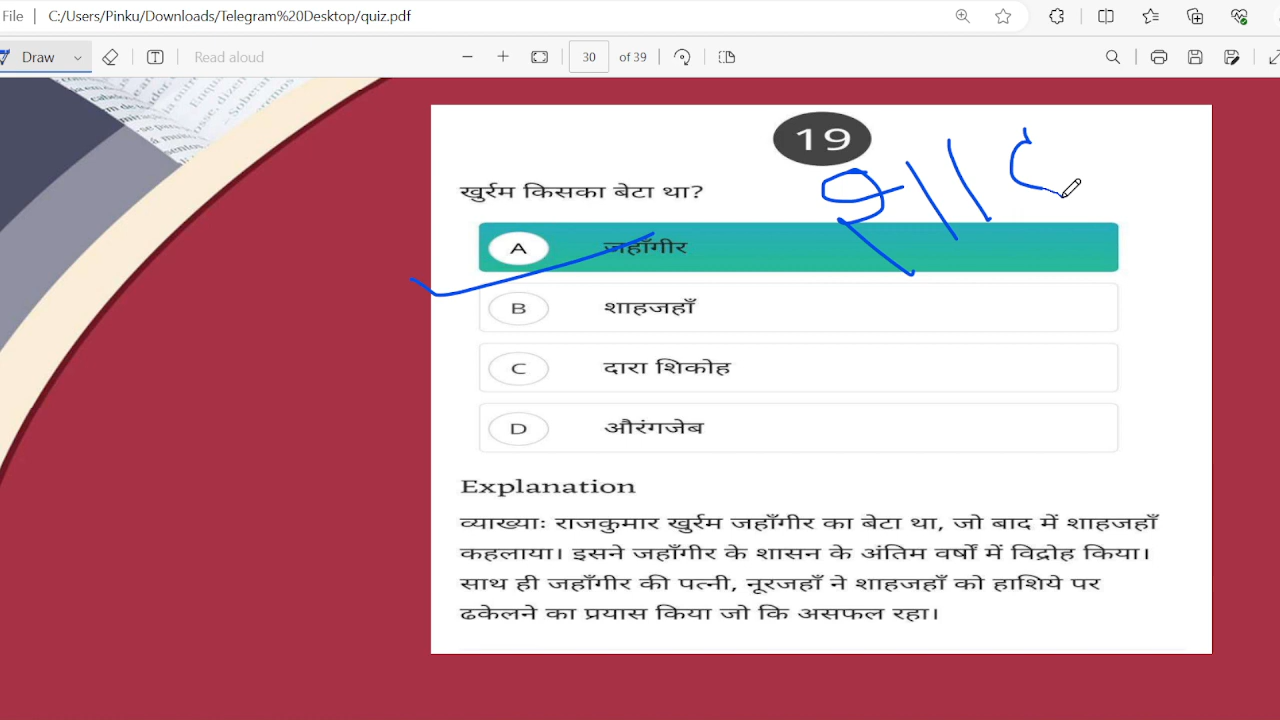 File C:/Users/Pinku/Downloads/Telegram%20Desktop/quiz.pdf
Draw Read aloud 30 of 39
19
खुर्रम किसका बेटा था?
A जहाँगीर
B शाहजहाँ
C दारा शिकोह
D औरंगजेब
Explanation
व्याख्याः राजकुमार खुर्रम जहाँगीर का बेटा था, जो बाद में शाहजहाँ
कहलाया। इसने जहाँगीर के शासन के अंतिम वर्षों में विद्रोह किया।
साथ ही जहाँगीर की पत्नी, नूरजहाँ ने शाहजहाँ को हाशिये पर
ढकेलने का प्रयास किया जो कि असफल रहा।